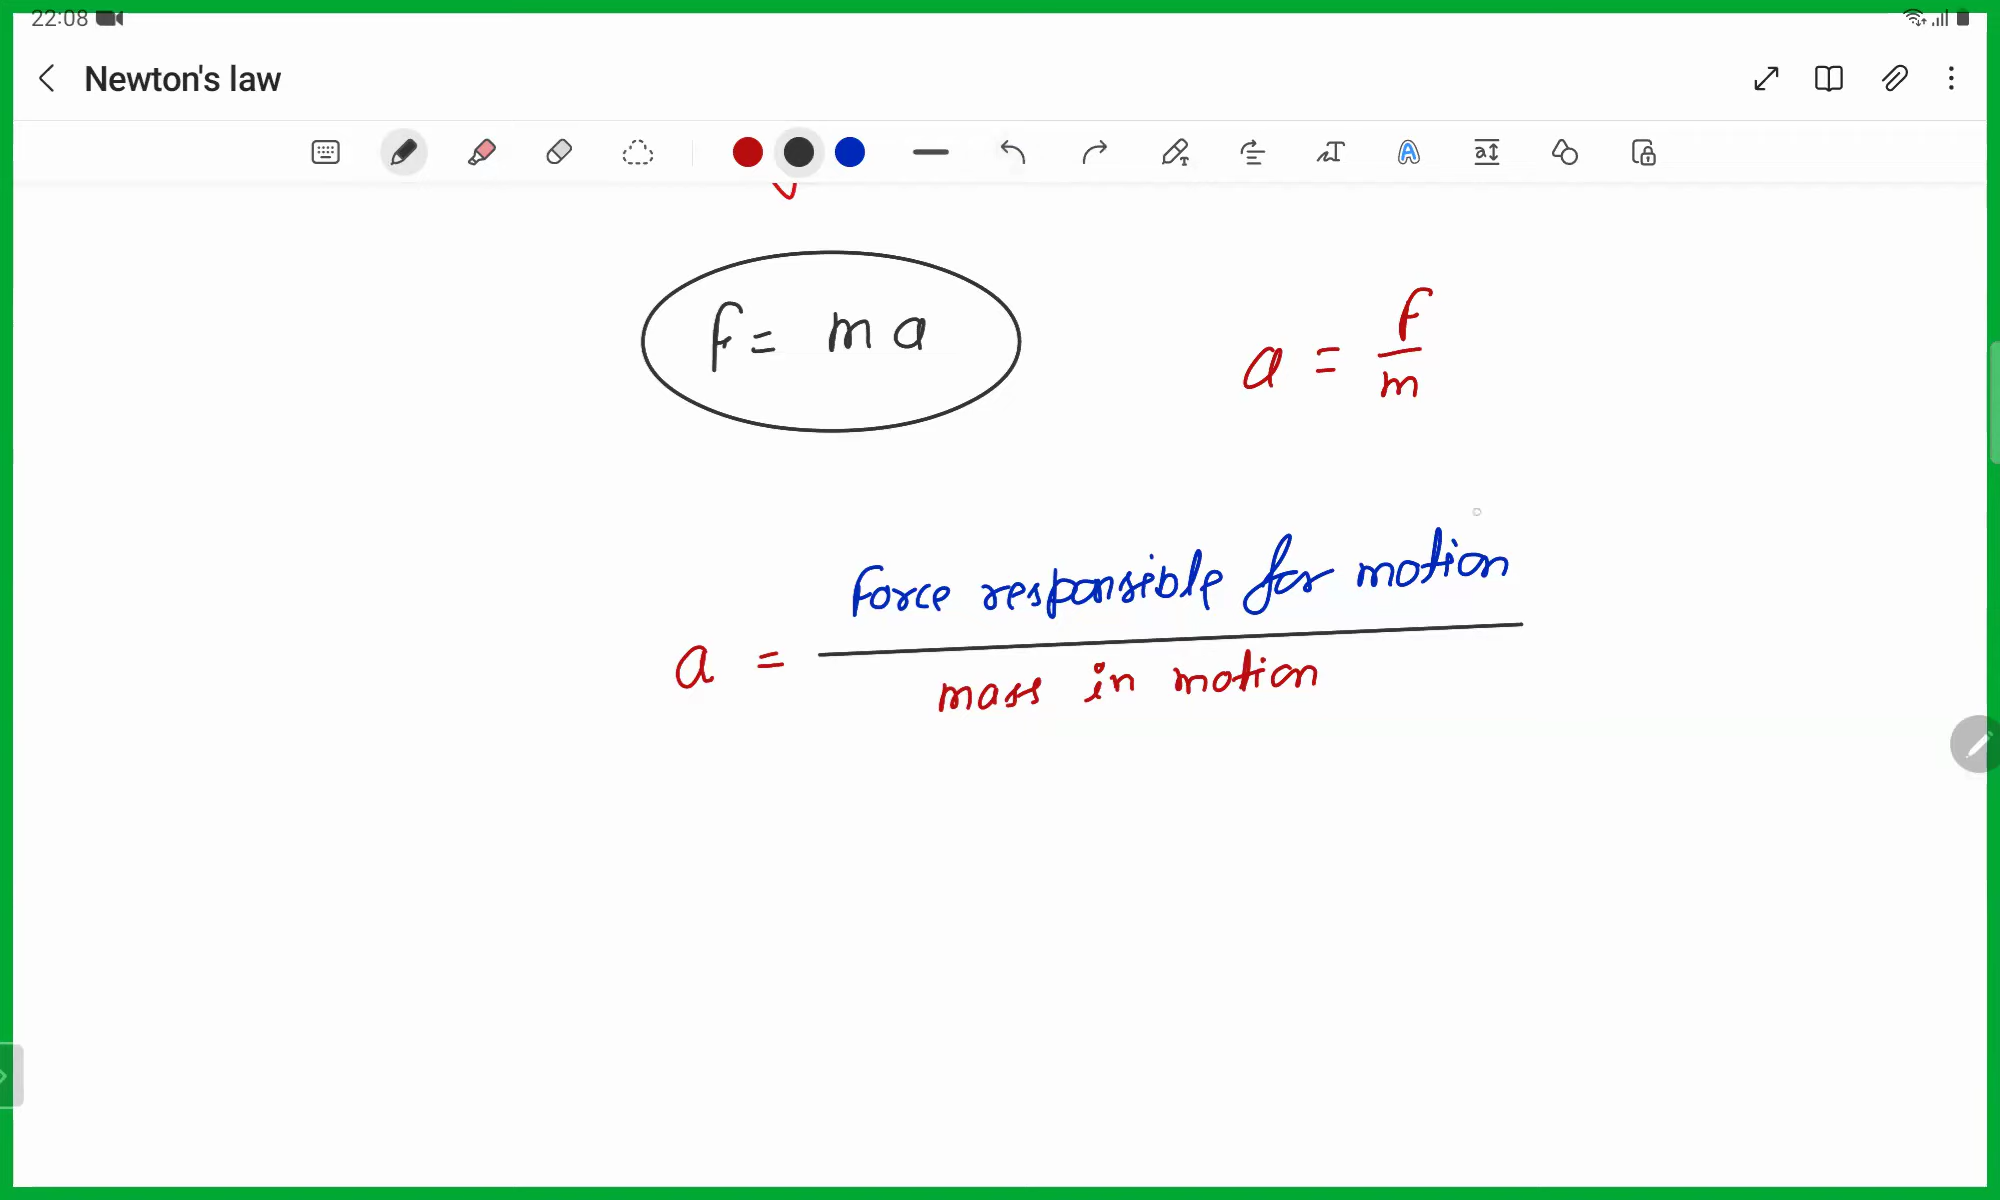 22:08
Newton's law
f = ma
a = f/m
Force responsible for motion
a =
mass in motion